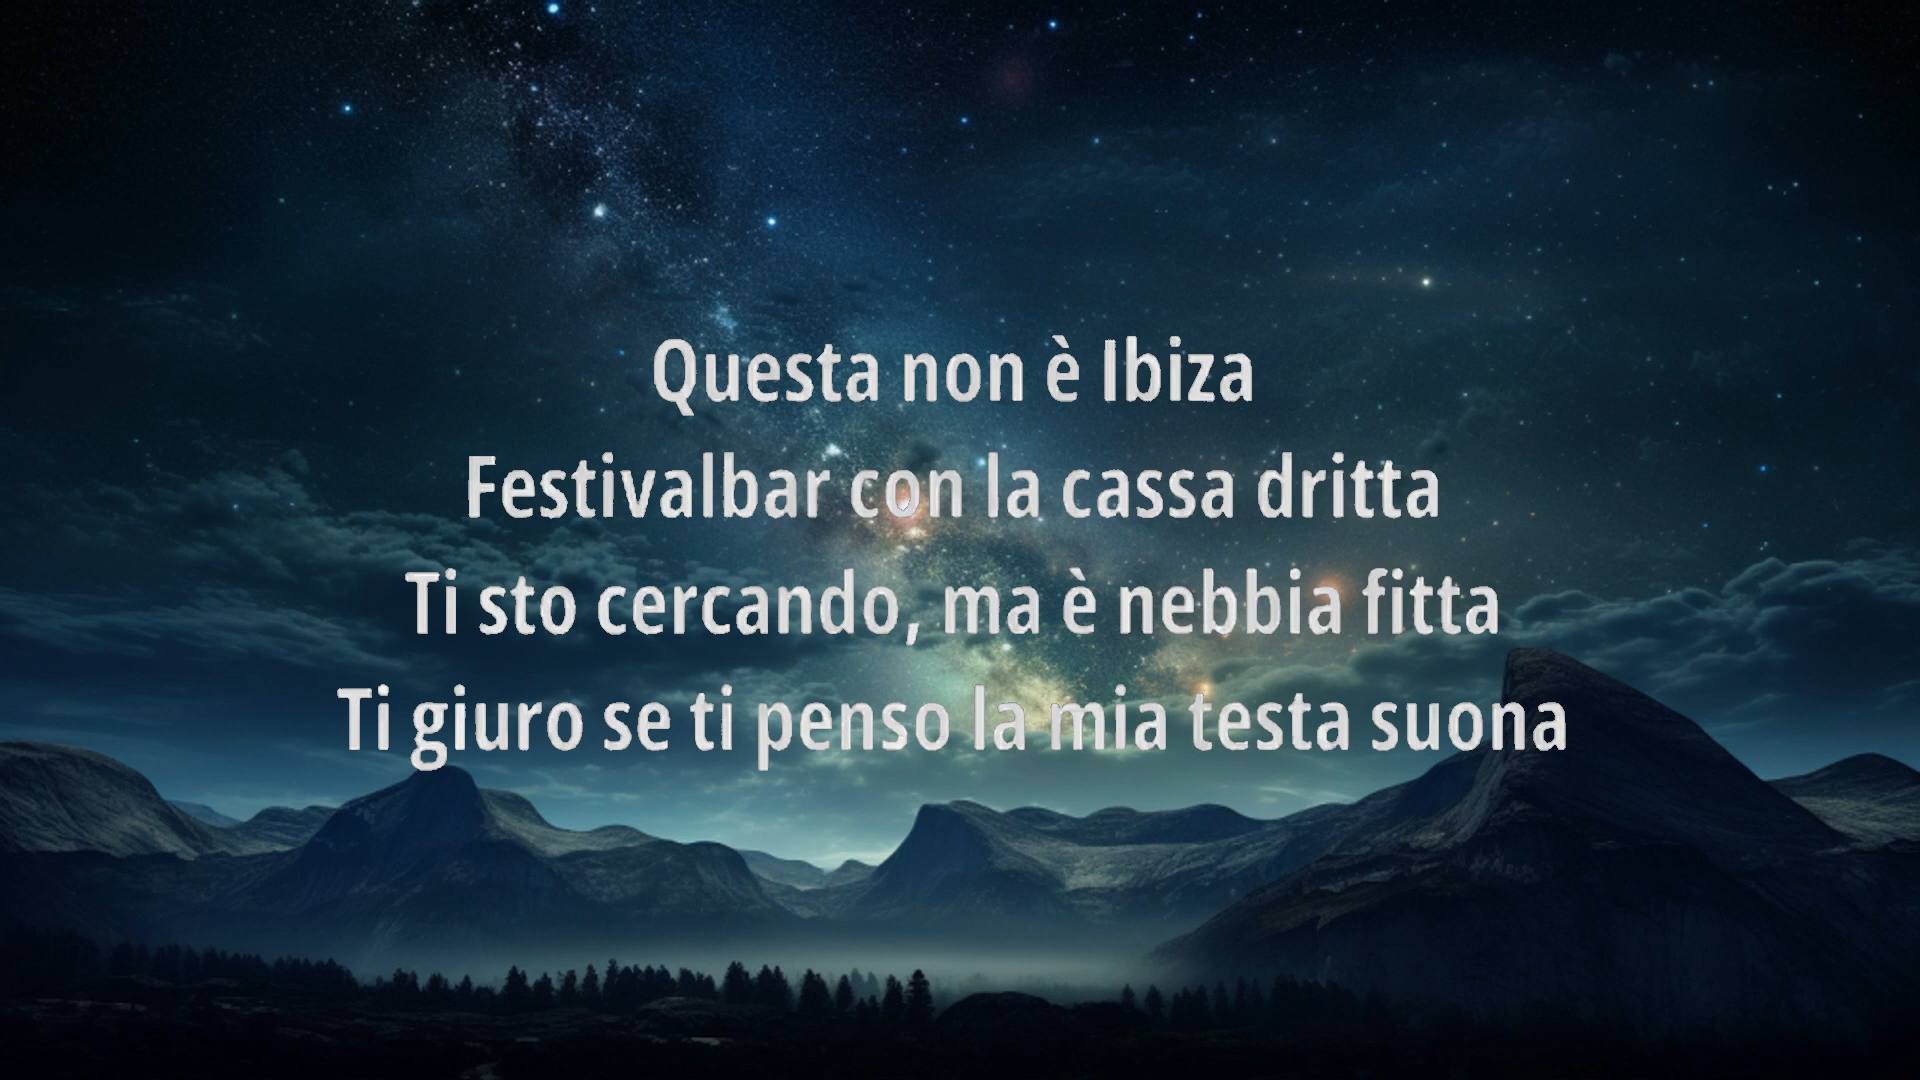 Questa non è Ibiza
Festivalbar con la cassa dritta
Ti sto cercando, ma è nebbia fitta
Ti giuro se ti penso la mia testa suona